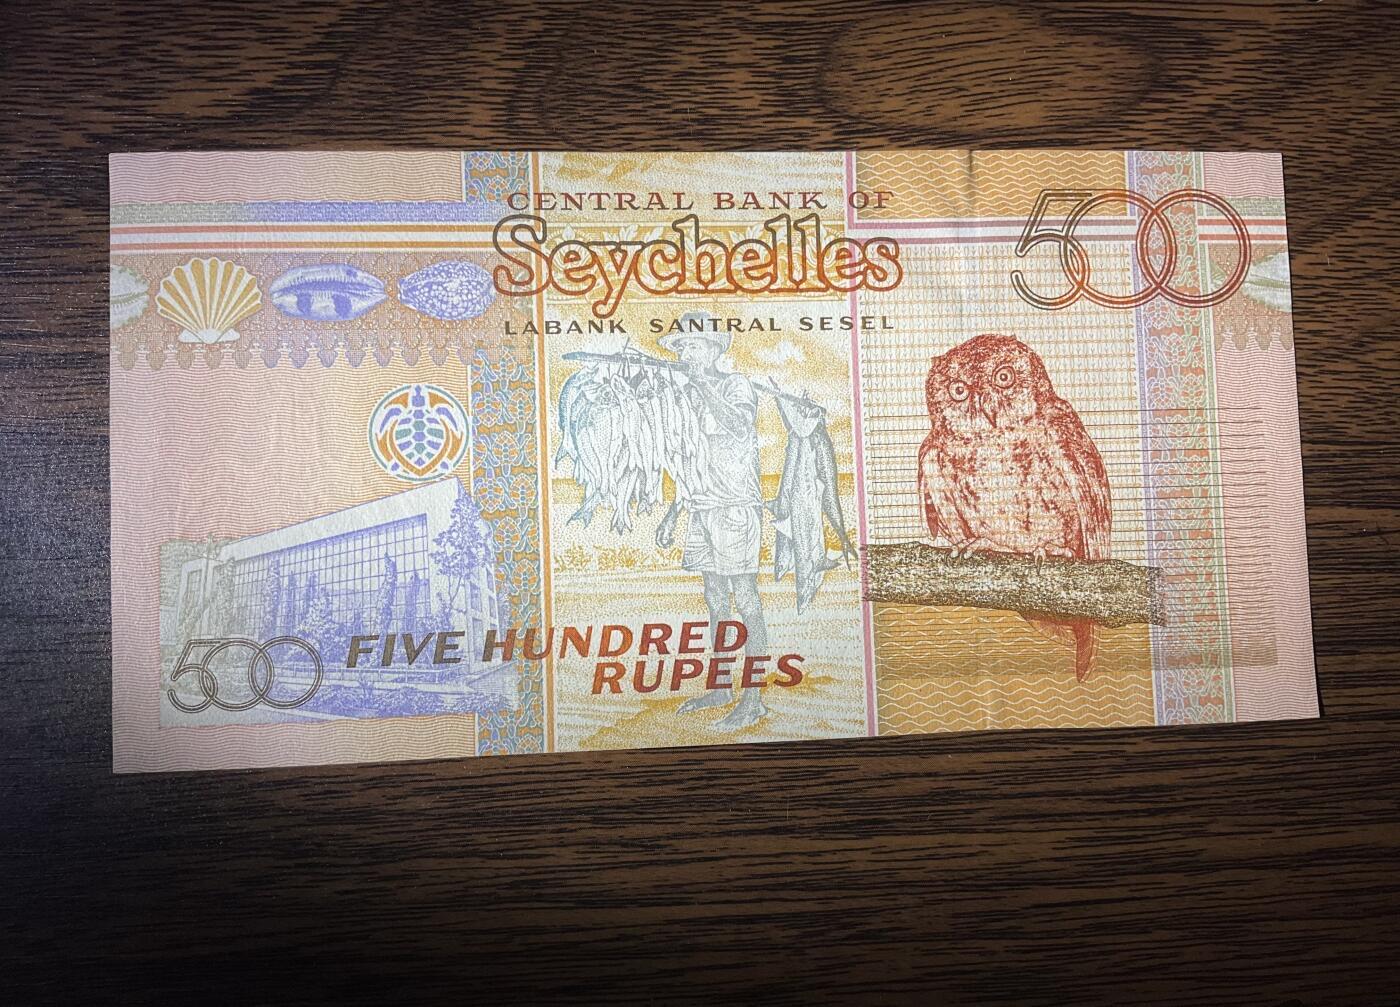 CENTRAL BANK OF
Seychelles
LABANK SANTRAL SESEL
500
500
FIVE HUNDRED
RUPEES